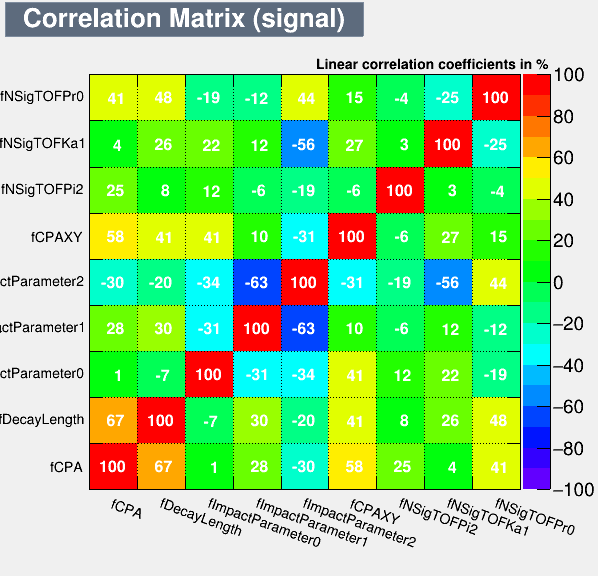 Correlation Matrix (signal)
Linear correlation coefficients in %
fNSigTOFPr0 41 48 -19 -12 44 15 -4 -25 100
fNSigTOFKa1 4 26 22 12 -56 27 3 100 -25
fNSigTOFPi2 25 8 12 -6 -19 -6 100 3 -4
fCPAXY 58 41 41 10 -31 100 -6 27 15
ctParameter2 -30 -20 -34 -63 100 -31 -19 -56 44
actParameter1 28 30 -31 100 -63 10 -6 12 -12
ctParameter0 1 -7 100 -31 -34 41 12 22 -19
fDecayLength 67 100 -7 30 -20 41 8 26 48
fCPA 100 67 1 28 -30 58 25 4 41
fCPA fDecayLength fImpactParameter0 fImpactParameter1 fImpactParameter2 fCPAXY fNSigTOFPi2 fNSigTOFKa1 fNSigTOFPr0
100
80
60
40
20
0
−20
−40
−60
−80
−100